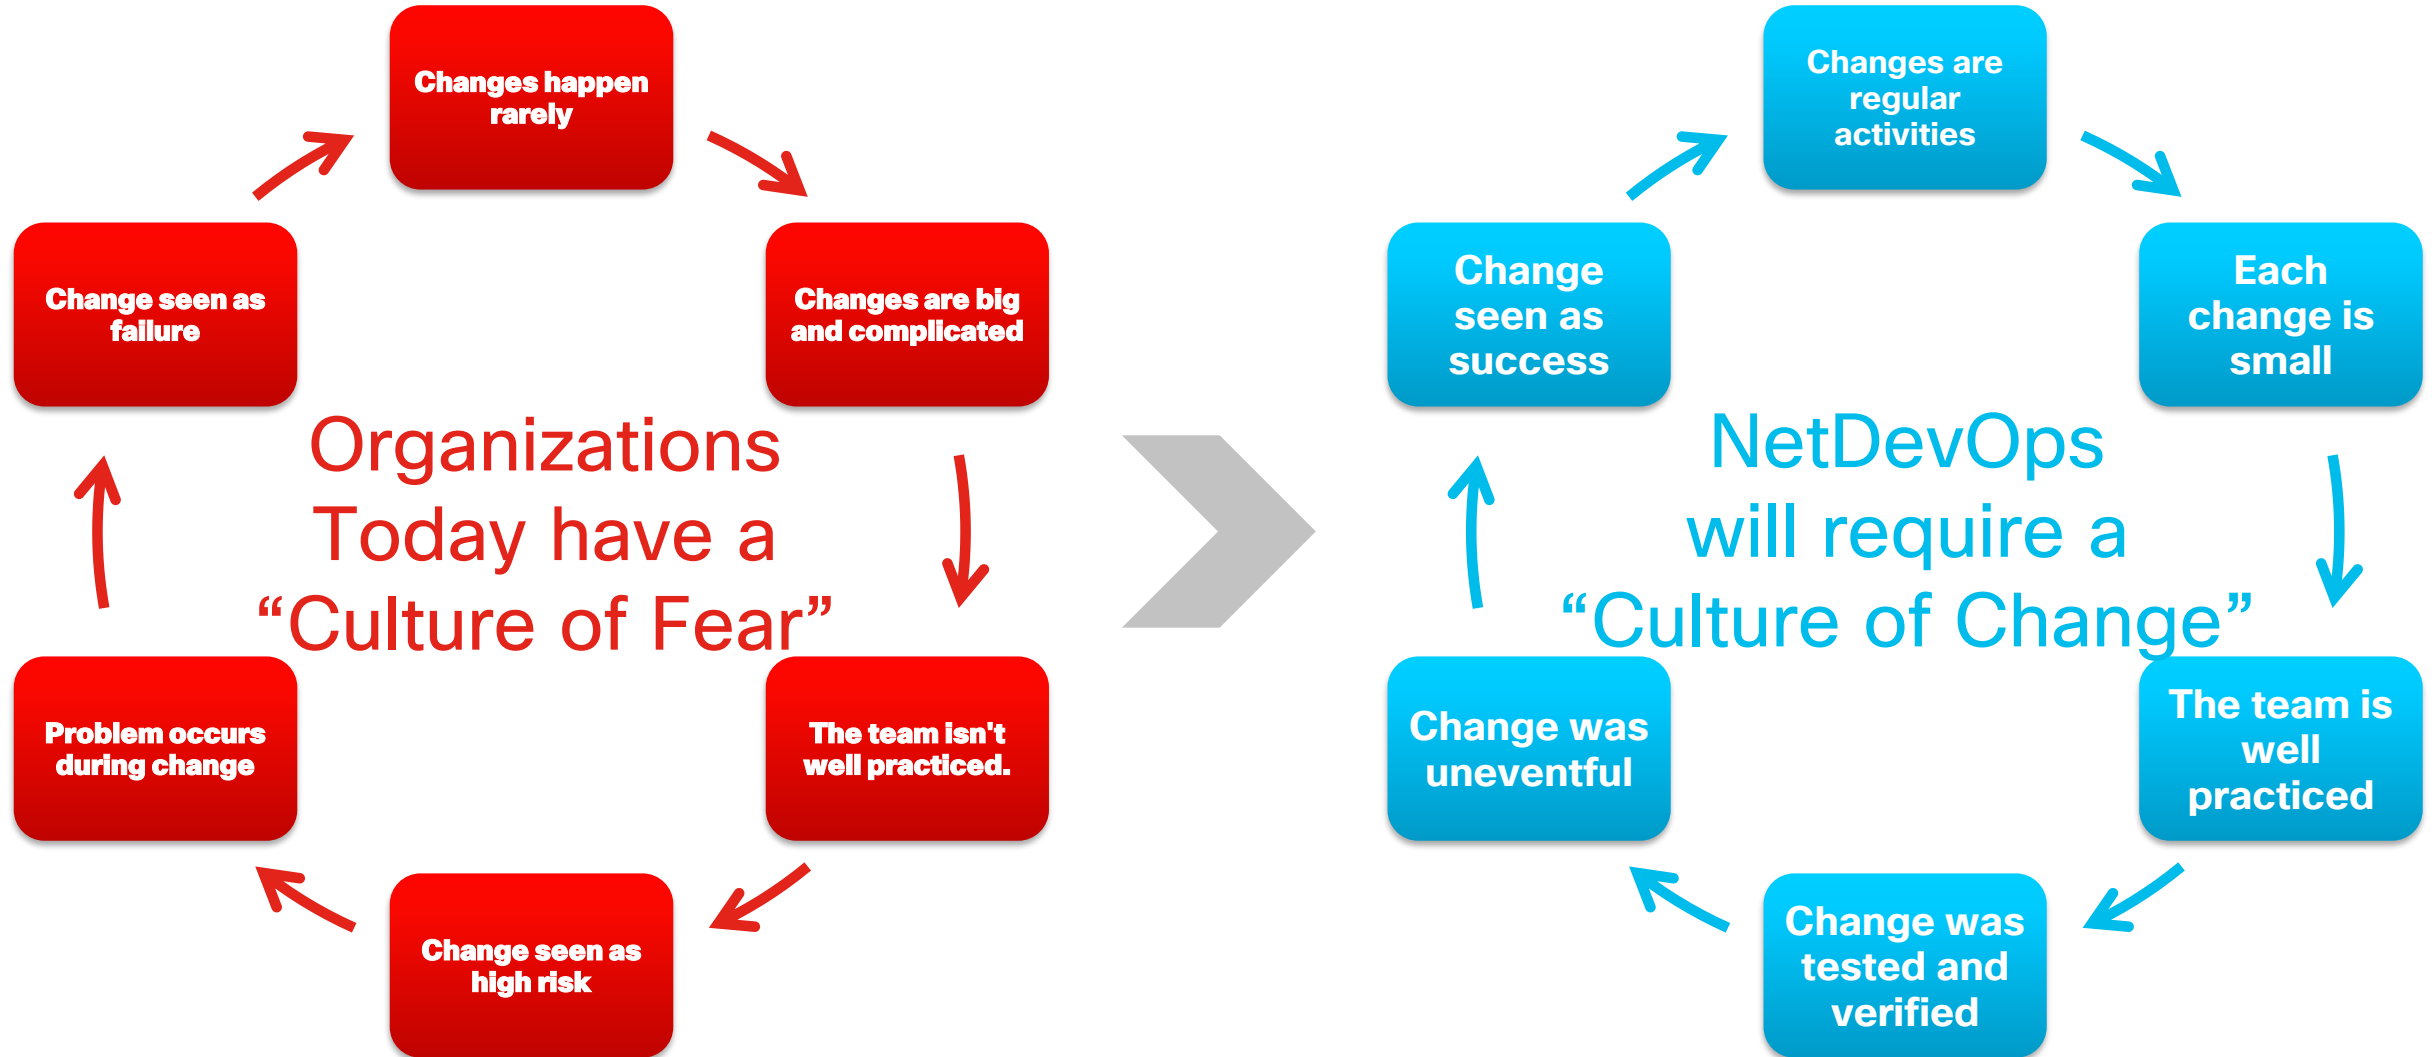 Changes happen
rarely
Changes are big
and complicated
The team isn't
well practiced.
Change seen as
high risk
Problem occurs
during change
Change seen as
failure
Organizations
Today have a
“Culture of Fear”
Changes are
regular
activities
Each
change is
small
The team is
well
practiced
Change was
tested and
verified
Change was
uneventful
Change
seen as
success
NetDevOps
will require a
“Culture of Change”